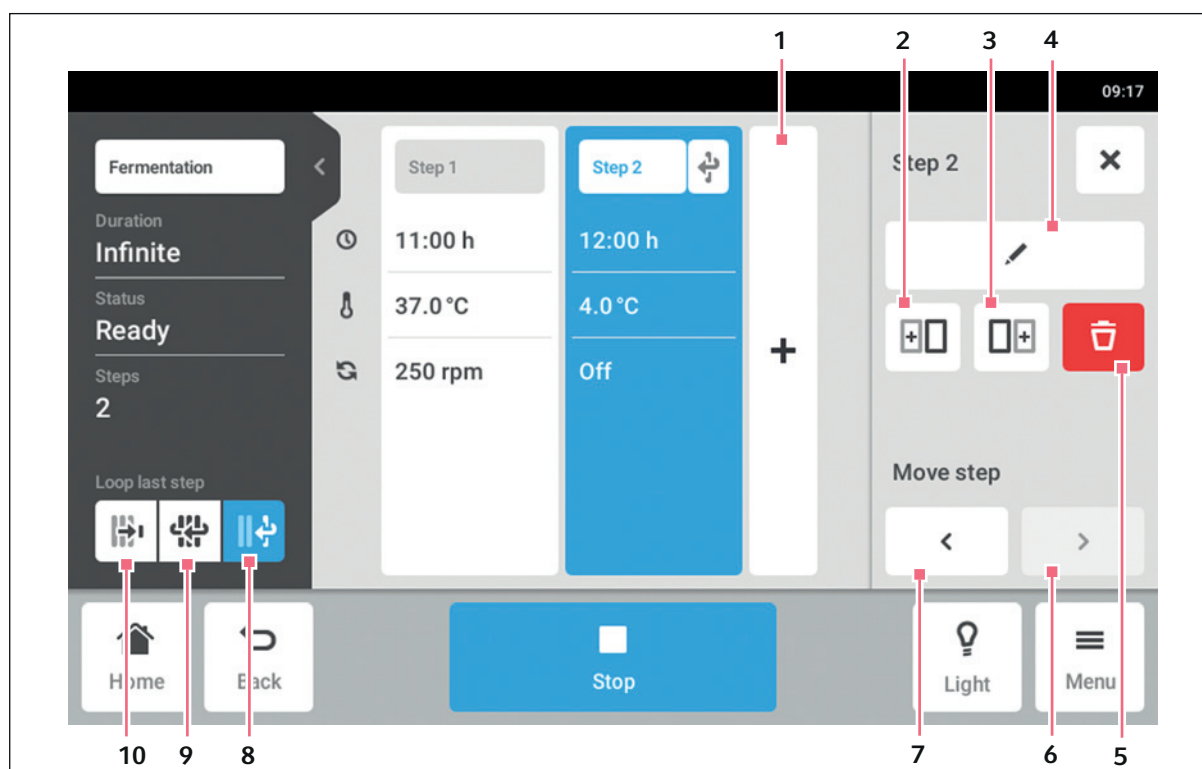 1 2 3 4
09:17
Fermentation
Duration
Infinite
Status
Ready
Steps
2
Loop last step
Step 1
11:00 h
37.0 °C
250 rpm
Step 2
12:00 h
4.0 °C
Off
+
Step 2
Move step
Home
Back
Stop
Light
Menu
10 9 8 7 6 5